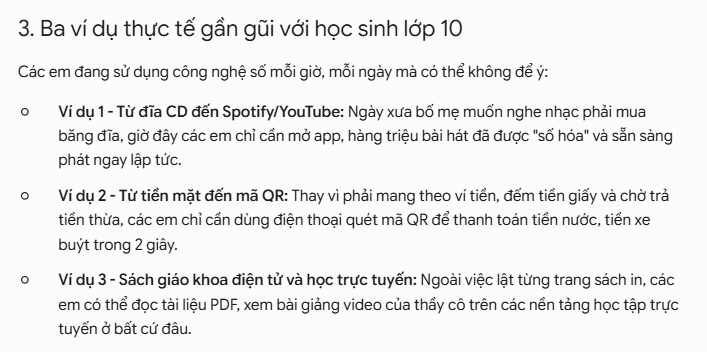 3. Ba ví dụ thực tế gần gũi với học sinh lớp 10
Các em đang sử dụng công nghệ số mỗi giờ, mỗi ngày mà có thể không để ý:
Ví dụ 1 - Từ đĩa CD đến Spotify/YouTube: Ngày xưa bố mẹ muốn nghe nhạc phải mua
băng đĩa, giờ đây các em chỉ cần mở app, hàng triệu bài hát đã được "số hóa" và sẵn sàng
phát ngay lập tức.
Ví dụ 2 - Từ tiền mặt đến mã QR: Thay vì phải mang theo ví tiền, đếm tiền giấy và chờ trả
tiền thừa, các em chỉ cần dùng điện thoại quét mã QR để thanh toán tiền nước, tiền xe
buýt trong 2 giây.
Ví dụ 3 - Sách giáo khoa điện tử và học trực tuyến: Ngoài việc lật từng trang sách in, các
em có thể đọc tài liệu PDF, xem bài giảng video của thầy cô trên các nền tảng học tập trực
tuyến ở bất cứ đâu.